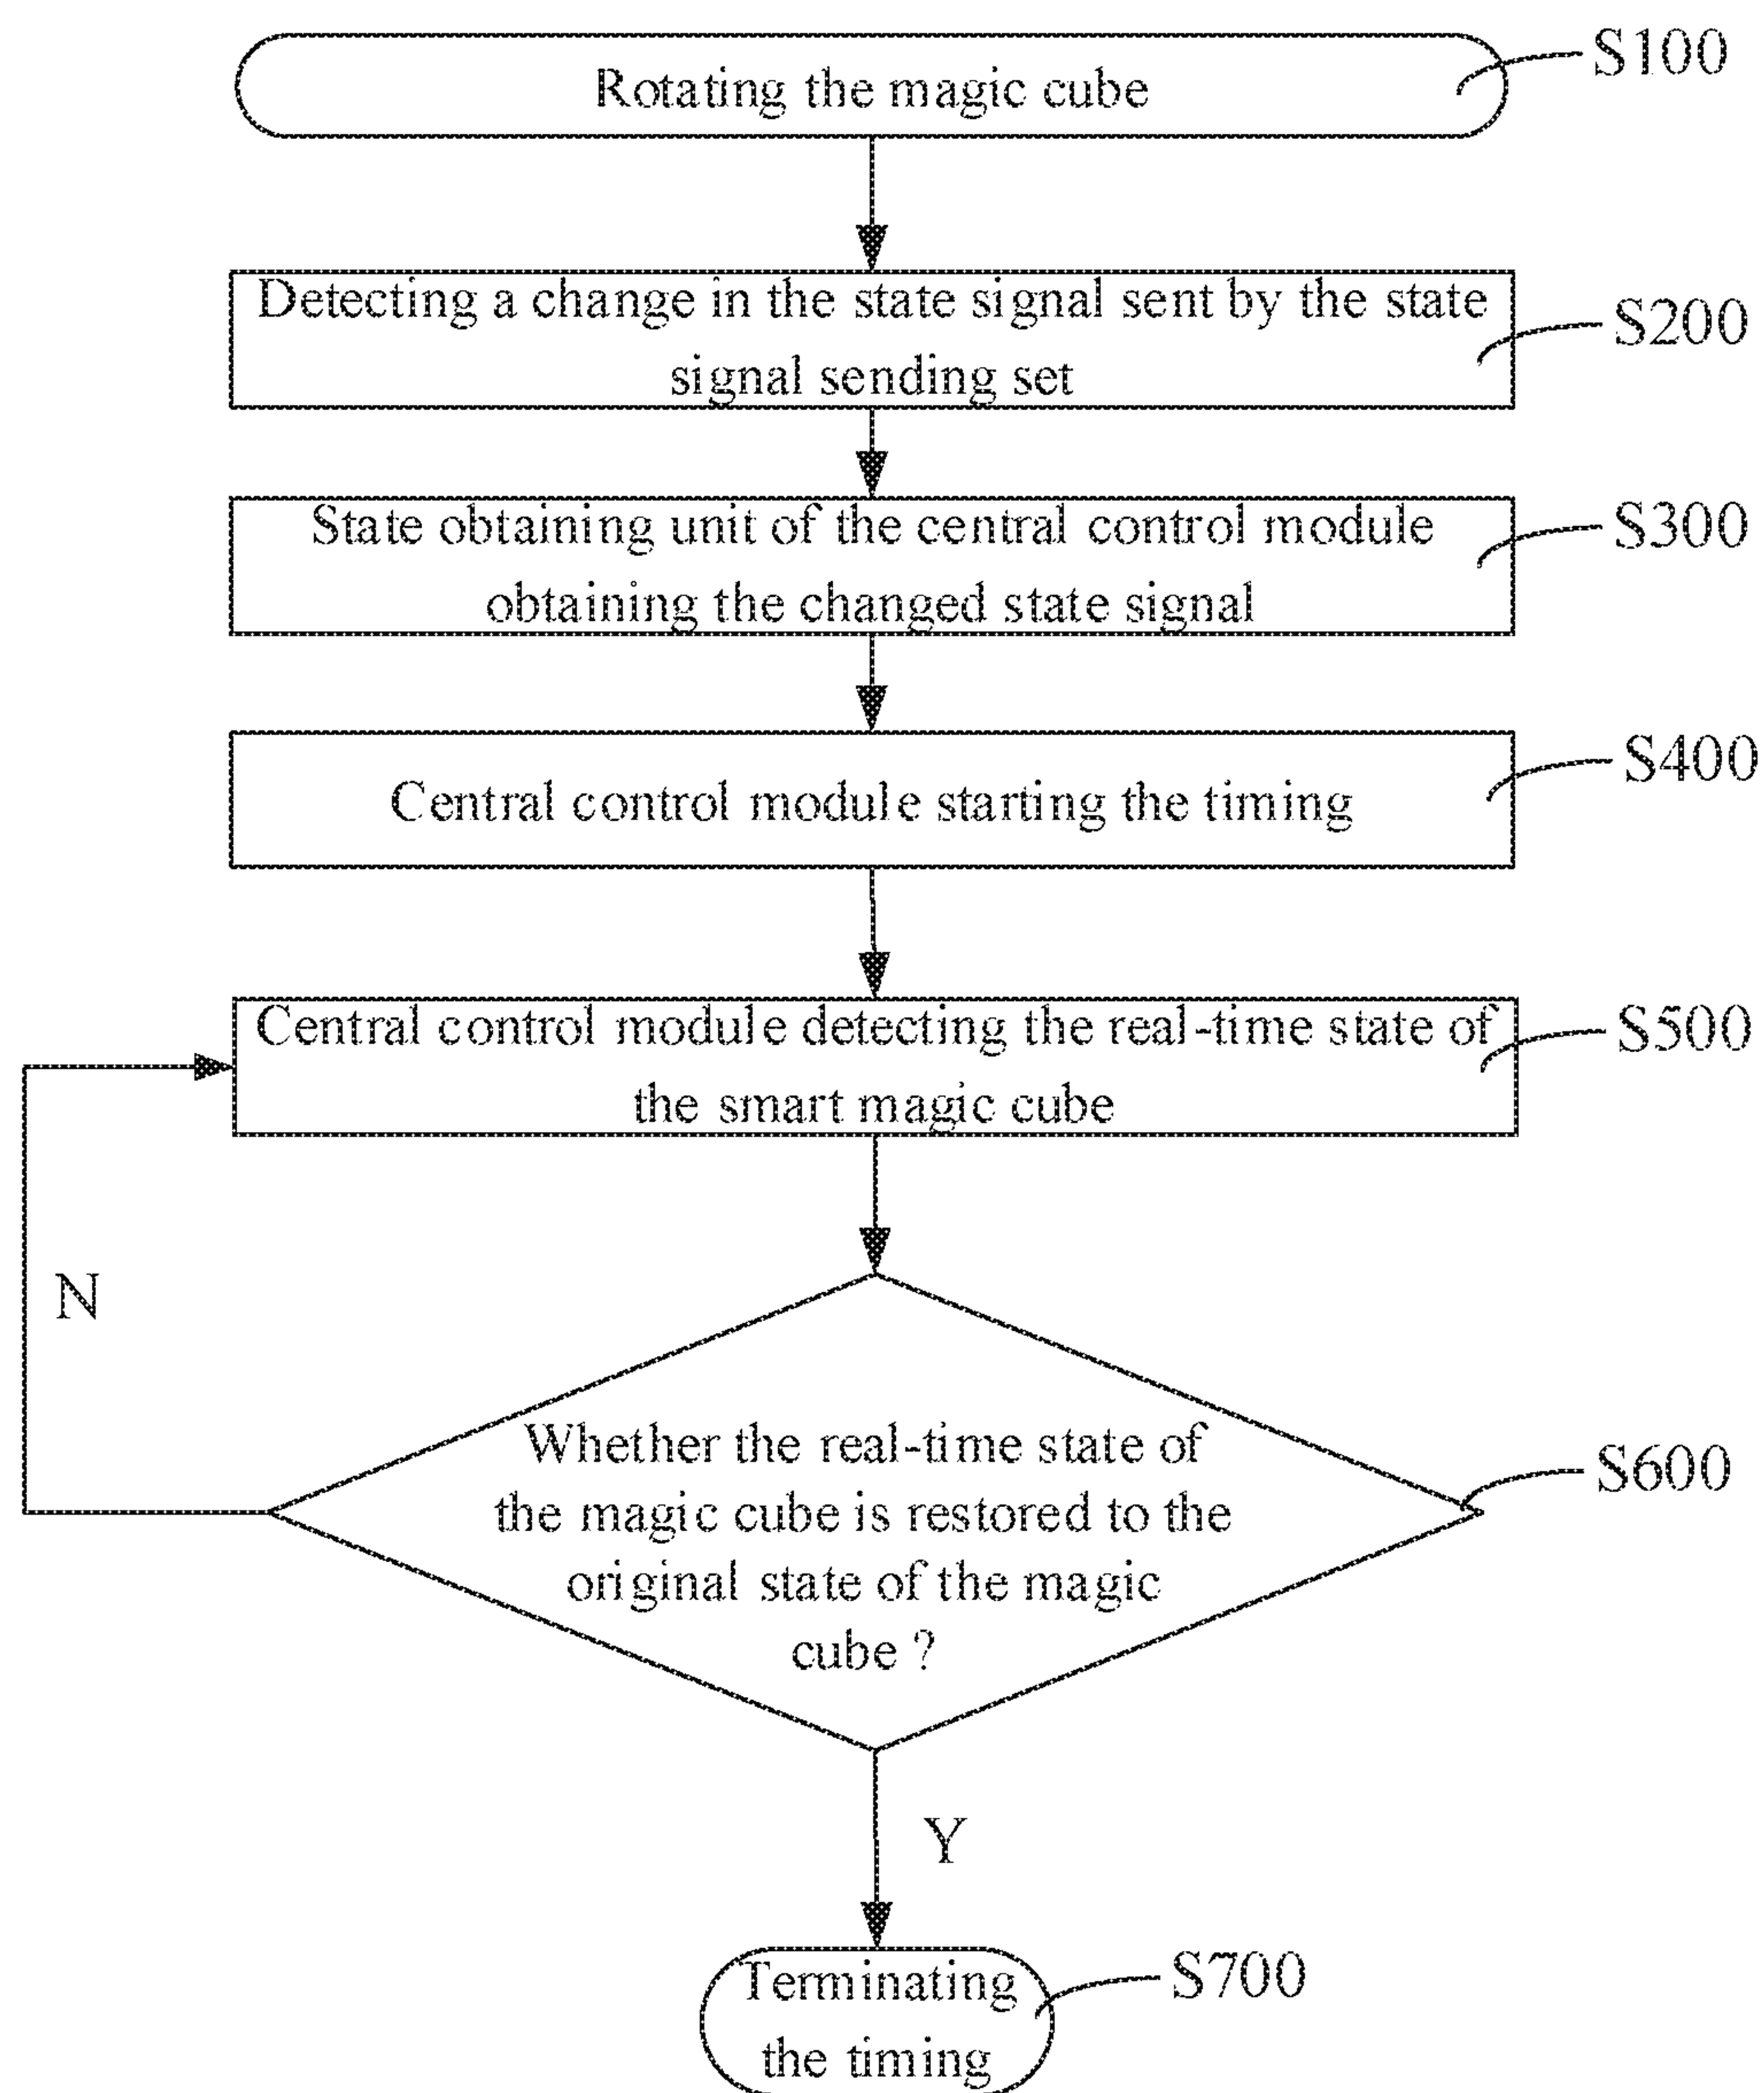 Rotating the magic cube
S100
Detecting a change in the state signal sent by the state
signal sending set
S200
State obtaining unit of the central control module
obtaining the changed state signal
S300
Central control module starting the timing
S400
Central control module detecting the real-time state of
the smart magic cube
S500
N
Whether the real-time state of
the magic cube is restored to the
original state of the magic
cube ?
S600
Y
Terminating
the timing
S700